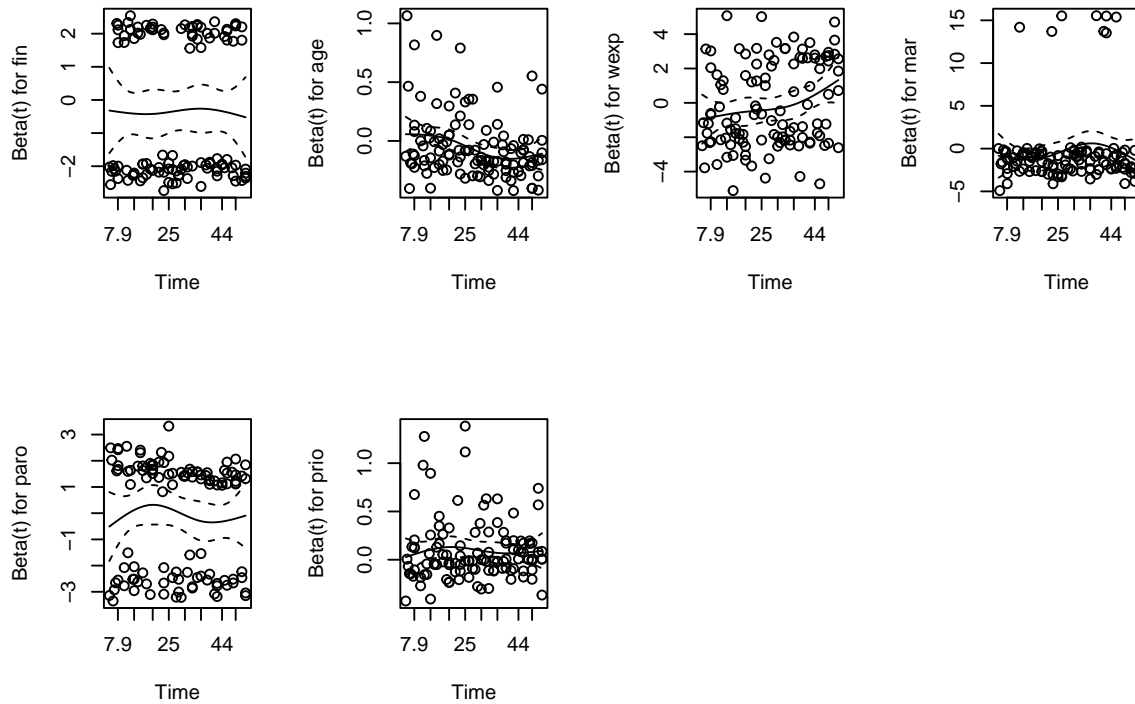 Beta(t) for fin
2
1
0
−2
7.9 25 44
Time
Beta(t) for age
1.0
0.5
0.0
7.9 25 44
Time
Beta(t) for wexp
4
2
0
−4
7.9 25 44
Time
Beta(t) for mar
15
10
5
0
−5
7.9 25 44
Time
Beta(t) for paro
3
1
−1
−3
7.9 25 44
Time
Beta(t) for prio
1.0
0.5
0.0
7.9 25 44
Time